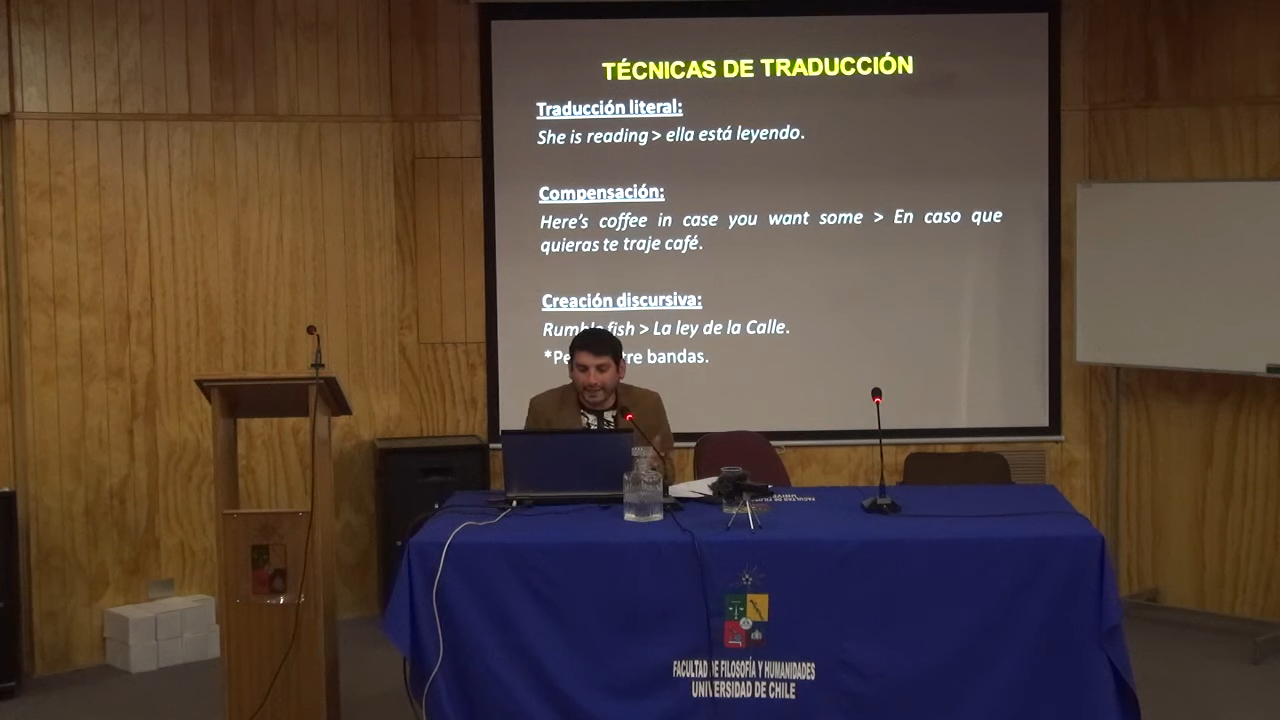 TÉCNICAS DE TRADUCCIÓN
Traducción literal:
She is reading > ella está leyendo.
Compensación:
Here's coffee in case you want some > En caso que
quieras te traje café.
Creación discursiva:
fish > La ley de la Calle.
bandas.
FACULTAD DE FILOSOFÍA Y HUMANIDADES
UNIVERSIDAD DE CHILE